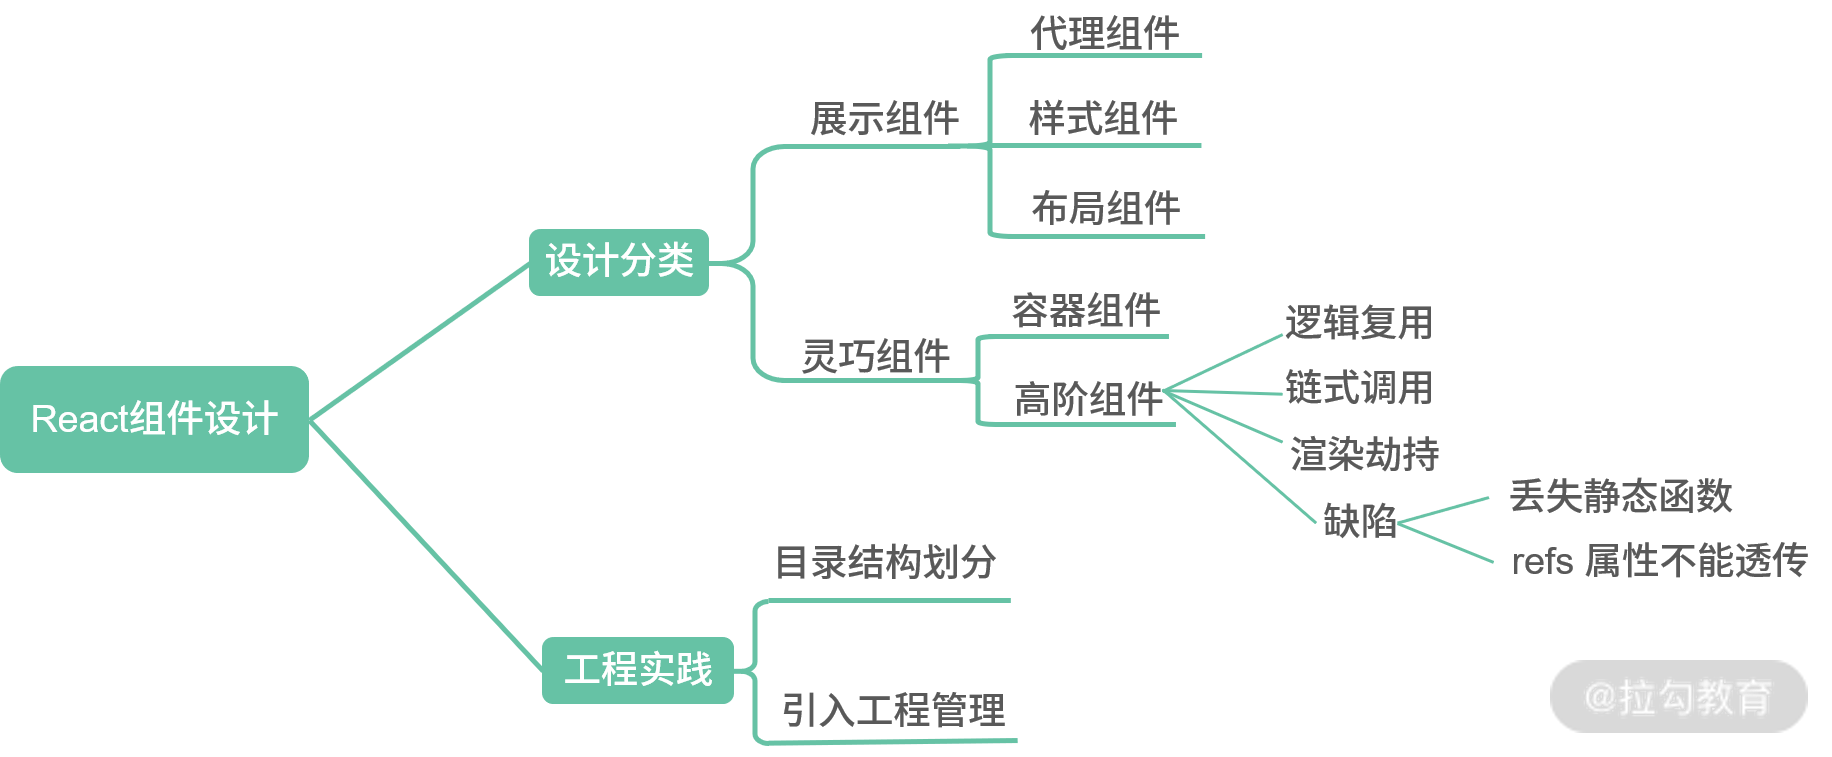 React组件设计
设计分类
展示组件
代理组件
样式组件
布局组件
灵巧组件
容器组件
高阶组件
逻辑复用
链式调用
渲染劫持
缺陷
丢失静态函数
refs 属性不能透传
工程实践
目录结构划分
引入工程管理
@拉勾教育